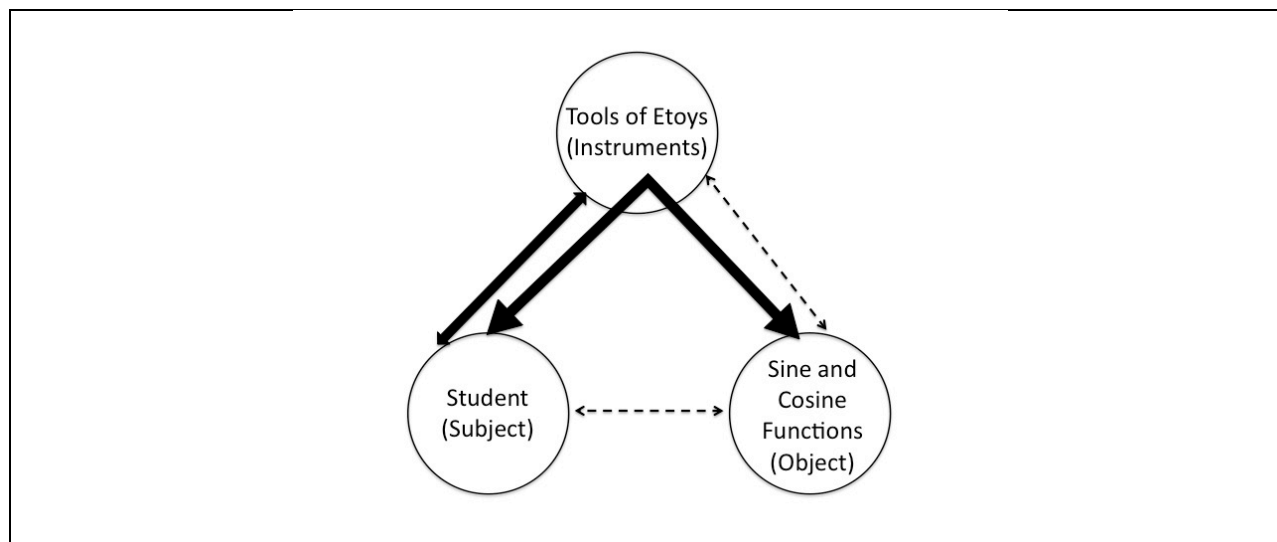 Tools of Etoys
(Instruments)
Student
(Subject)
Sine and
Cosine
Functions
(Object)